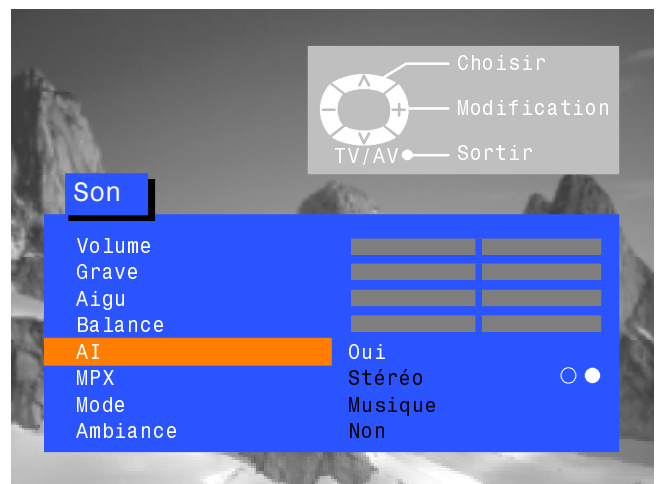 Choisir
Modification
TV/AV Sortir
Son
Volume
Grave
Aigu
Balance
AI Oui
MPX Stéréo
Mode Musique
Ambiance Non